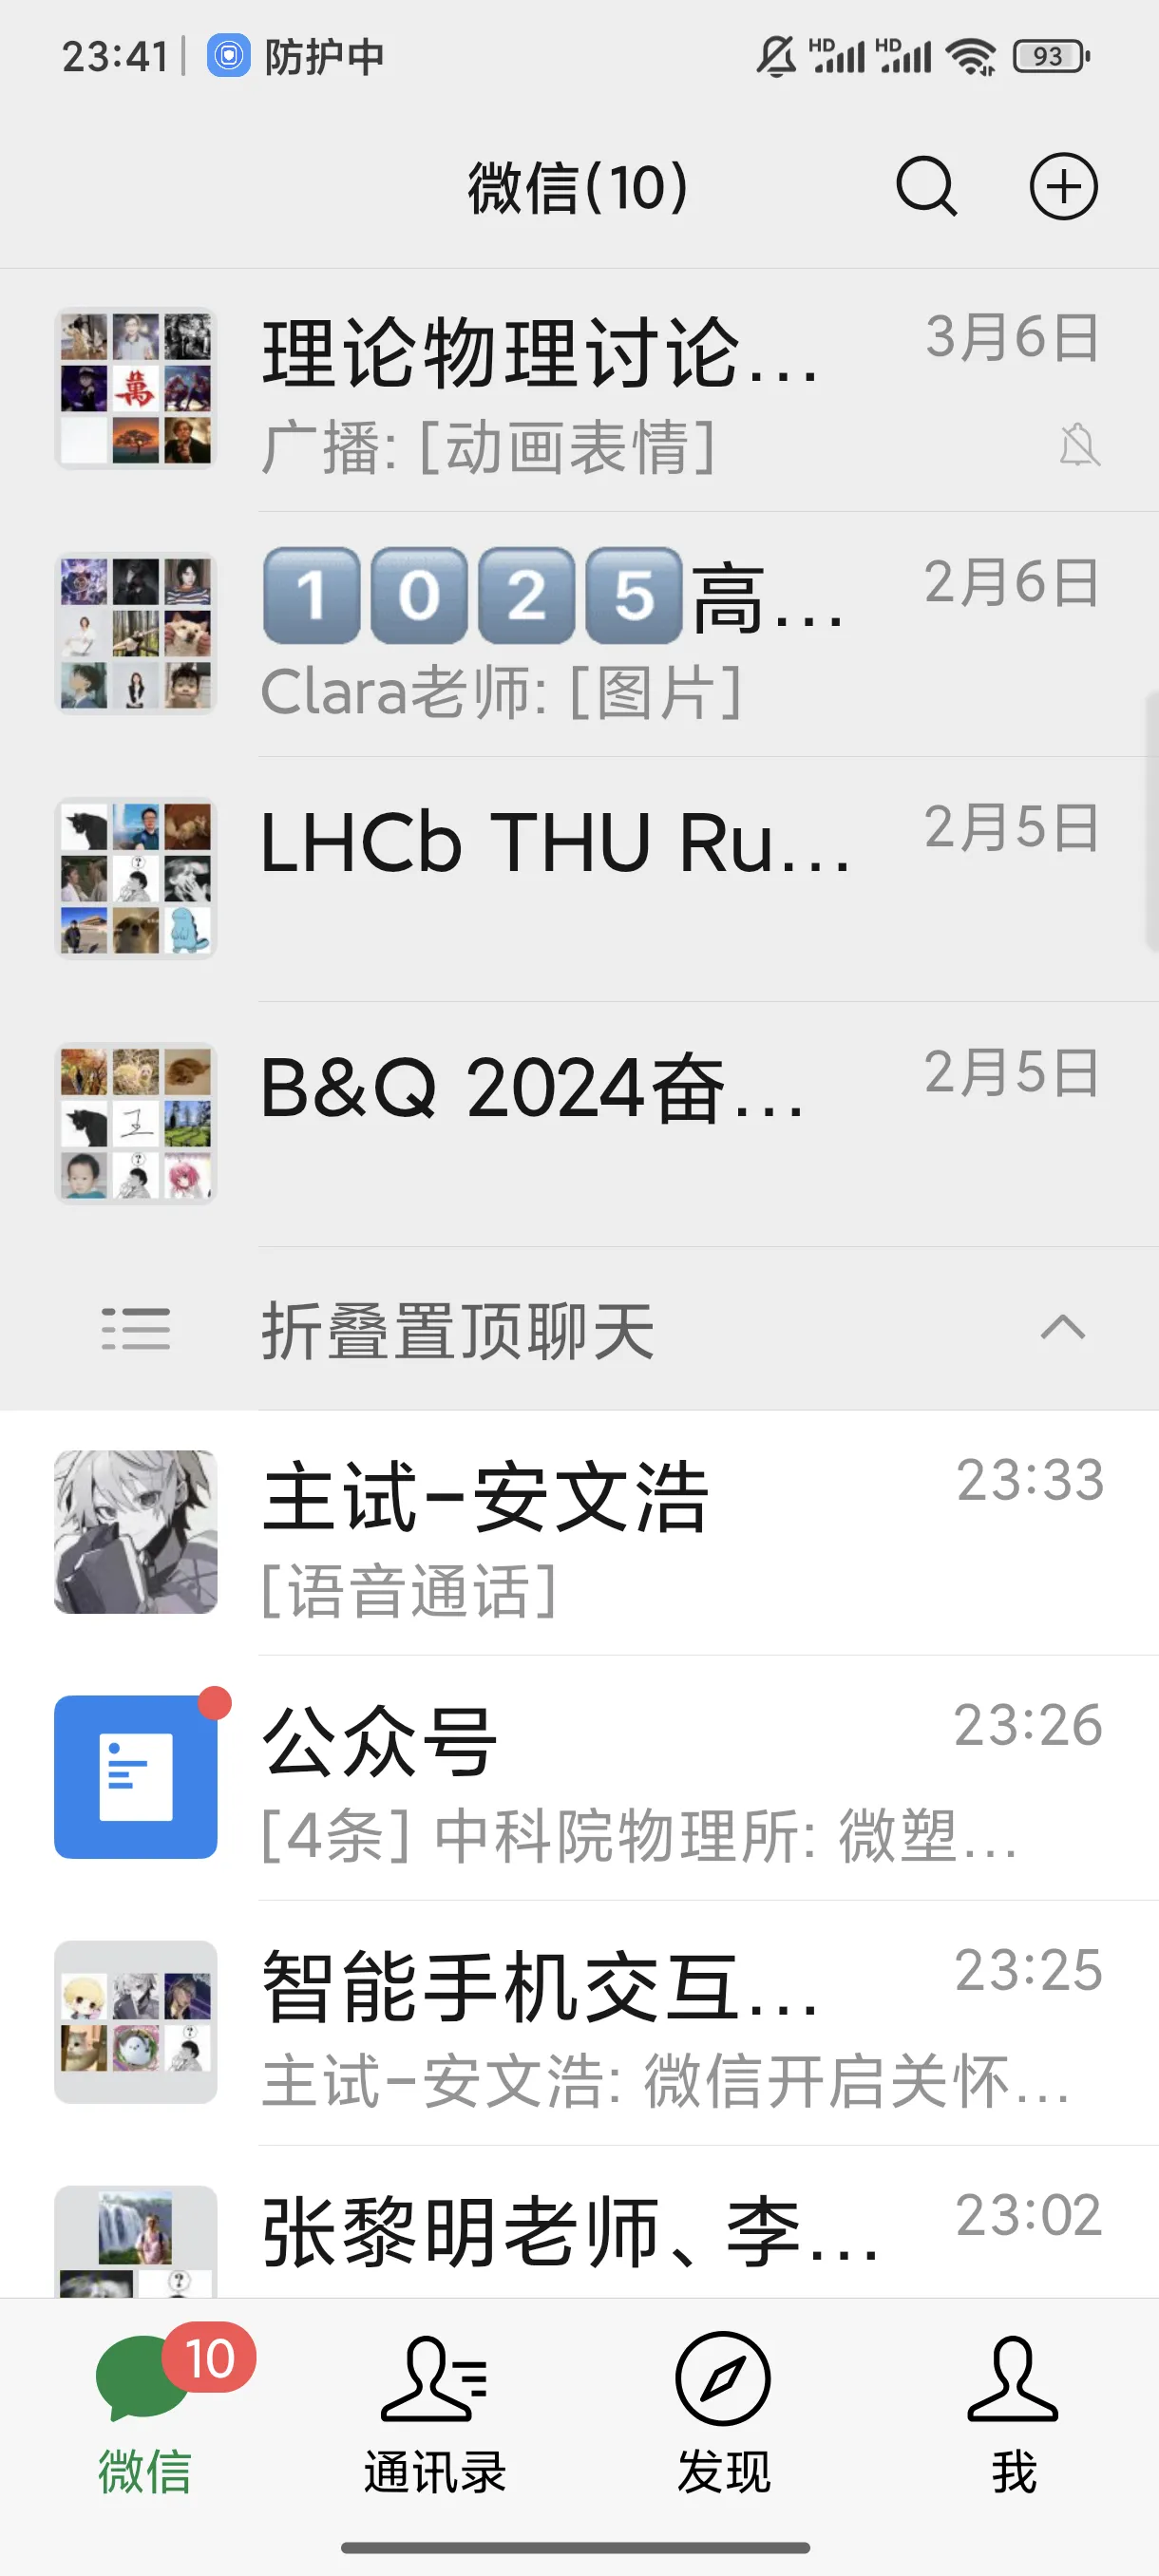 23:41
防护中
HD HD 93
微信(10)
理论物理讨论...
3月6日
广播: [动画表情]
1025高...
2月6日
Clara老师: [图片]
LHCb THU Ru...
2月5日
B&Q 2024奋...
2月5日
折叠置顶聊天
主试-安文浩
23:33
[语音通话]
公众号
23:26
[4条] 中科院物理所: 微塑...
智能手机交互...
23:25
主试-安文浩: 微信开启关怀...
张黎明老师、李...
23:02
10
微信
通讯录
发现
我